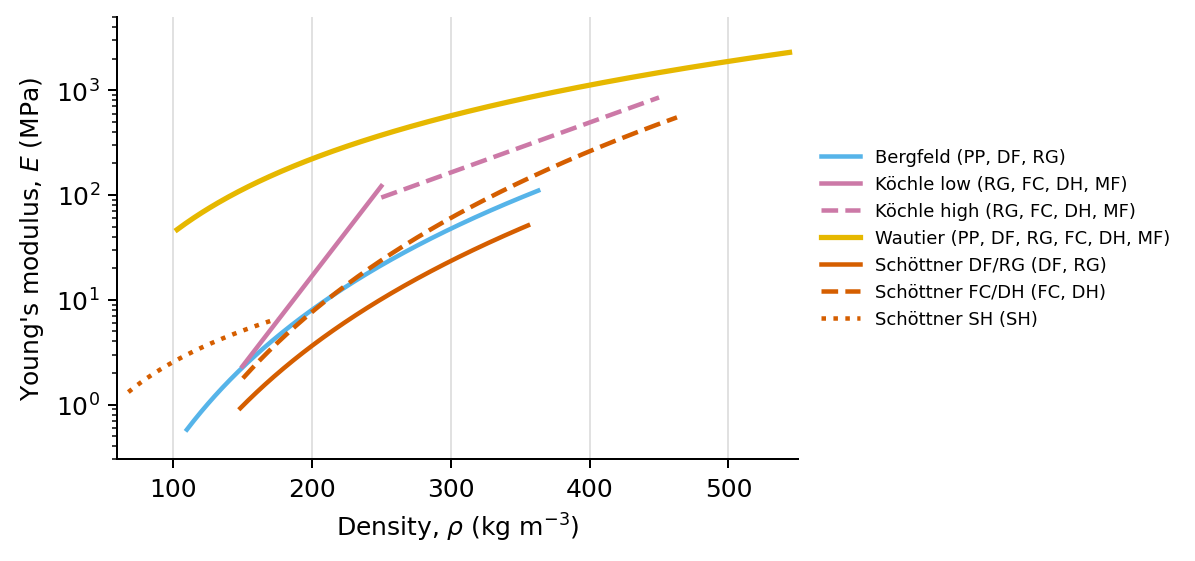 10³
10²
10¹
10⁰
Young's modulus, E (MPa)
100 200 300 400 500
Density, ρ (kg m⁻³)
Bergfeld (PP, DF, RG)
Köchle low (RG, FC, DH, MF)
Köchle high (RG, FC, DH, MF)
Wautier (PP, DF, RG, FC, DH, MF)
Schöttner DF/RG (DF, RG)
Schöttner FC/DH (FC, DH)
Schöttner SH (SH)